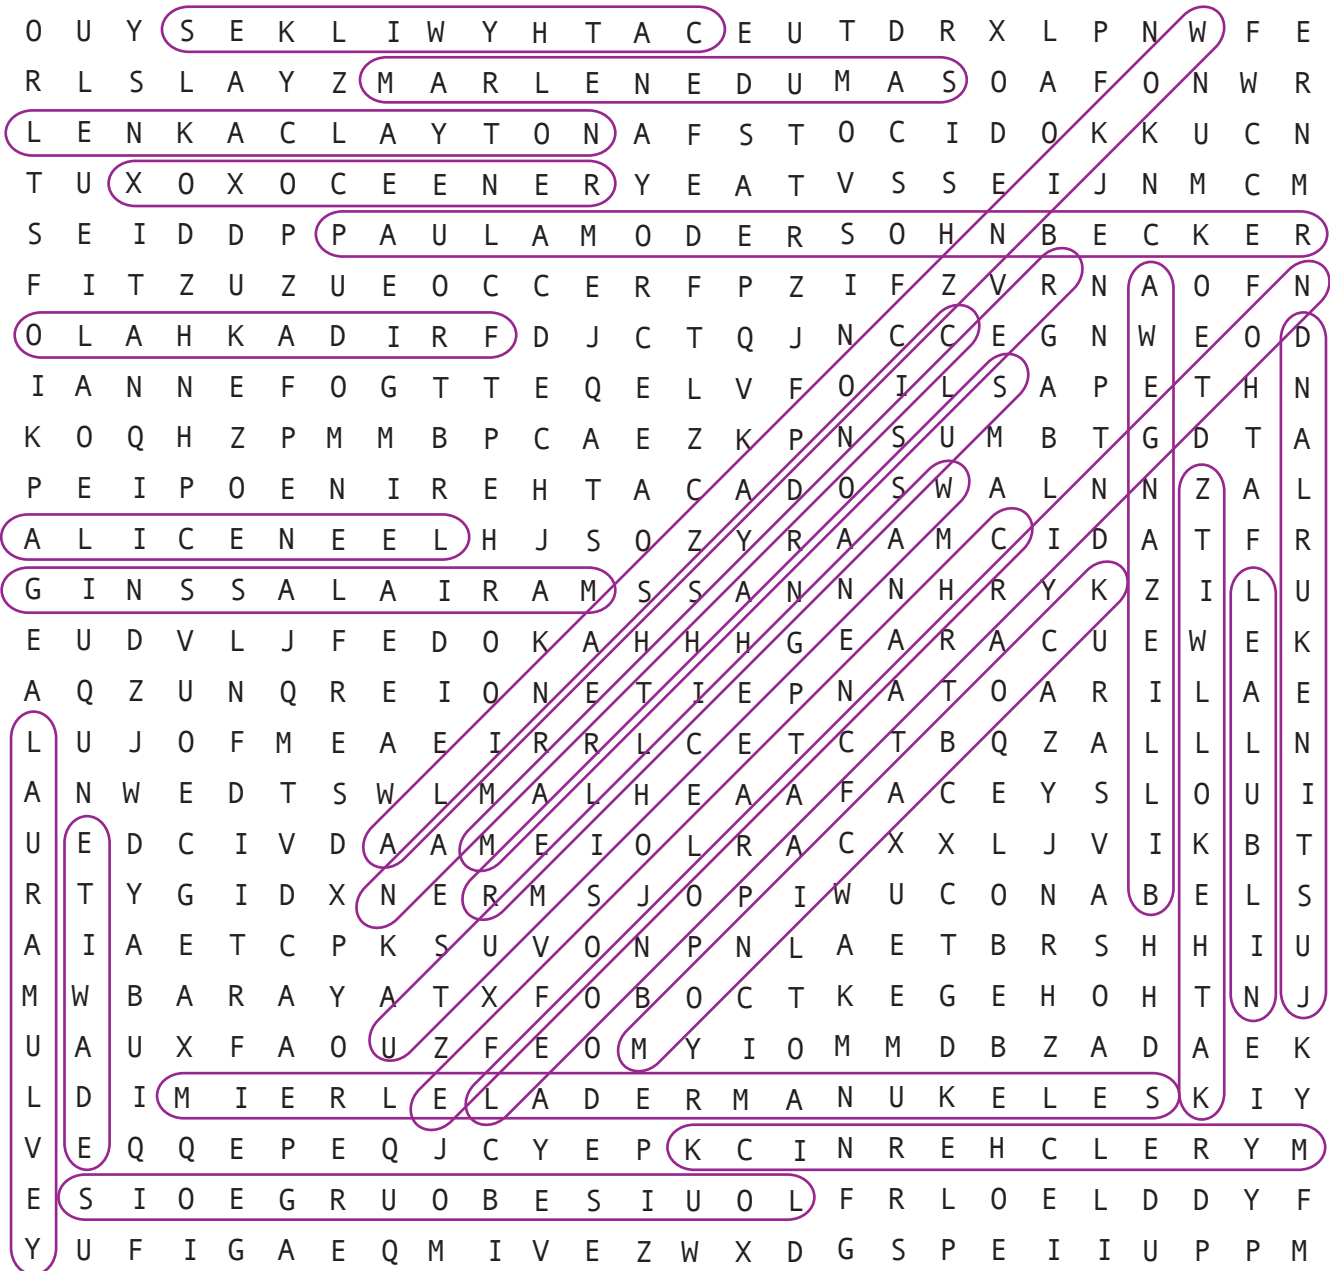 O U Y S E K L I W Y H T A C E U T D R X L P N W F E
R L S L A Y Z M A R L E N E D U M A S O A F O N W R
L E N K A C L A Y T O N A F S T O C I D O K K U C N
T U X O X O C E E N E R Y E A T V S S E I J N M C M
S E I D D P P A U L A M O D E R S O H N B E C K E R
F I T Z U Z U E O C C E R F P Z I F Z V R N A O F N
O L A H K A D I R F D J C T Q J N C C E G N W E O D
I A N N E F O G T T E Q E L V F O I L S A P E T H N
K O Q H Z P M M B P C A E Z K P N S U M B T G D T A
P E I P O E N I R E H T A C A D O S W A L N N Z A L
A L I C E N E E L H J S O Z Y R A A M C I D A T F R
G I N S S A L A I R A M S S A N N N H R Y K Z I L U
E U D V L J F E D O K A H H H G E A R A C U E W E K
A Q Z U N Q R E I O N E T I E P N A T O A R I L A E
L U J O F M E A E I R R L C E T C T B Q Z A L L L N
A N W E D T S W L M A L H E A A F A C E Y S L O U I
U E D C I V D A A M E I O L R A C X X L J V I K B T
R T Y G I D X N E R M S J O P I W U C O N A B E L S
A I A E T C P K S U V O N P N L A E T B R S H H I U
M W B A R A Y A T X F O B O C T K E G E H O H T N J
U A U X F A O U Z F E O M Y I O M M D B Z A D A E K
L D I M I E R L E L A D E R M A N U K E L E S K I Y
V E Q Q E P E Q J C Y E P K C I N R E H C L E R Y M
E S I O E G R U O B E S I U O L F R L O E L D D Y F
Y U F I G A E Q M I V E Z W X D G S P E I I U P P M